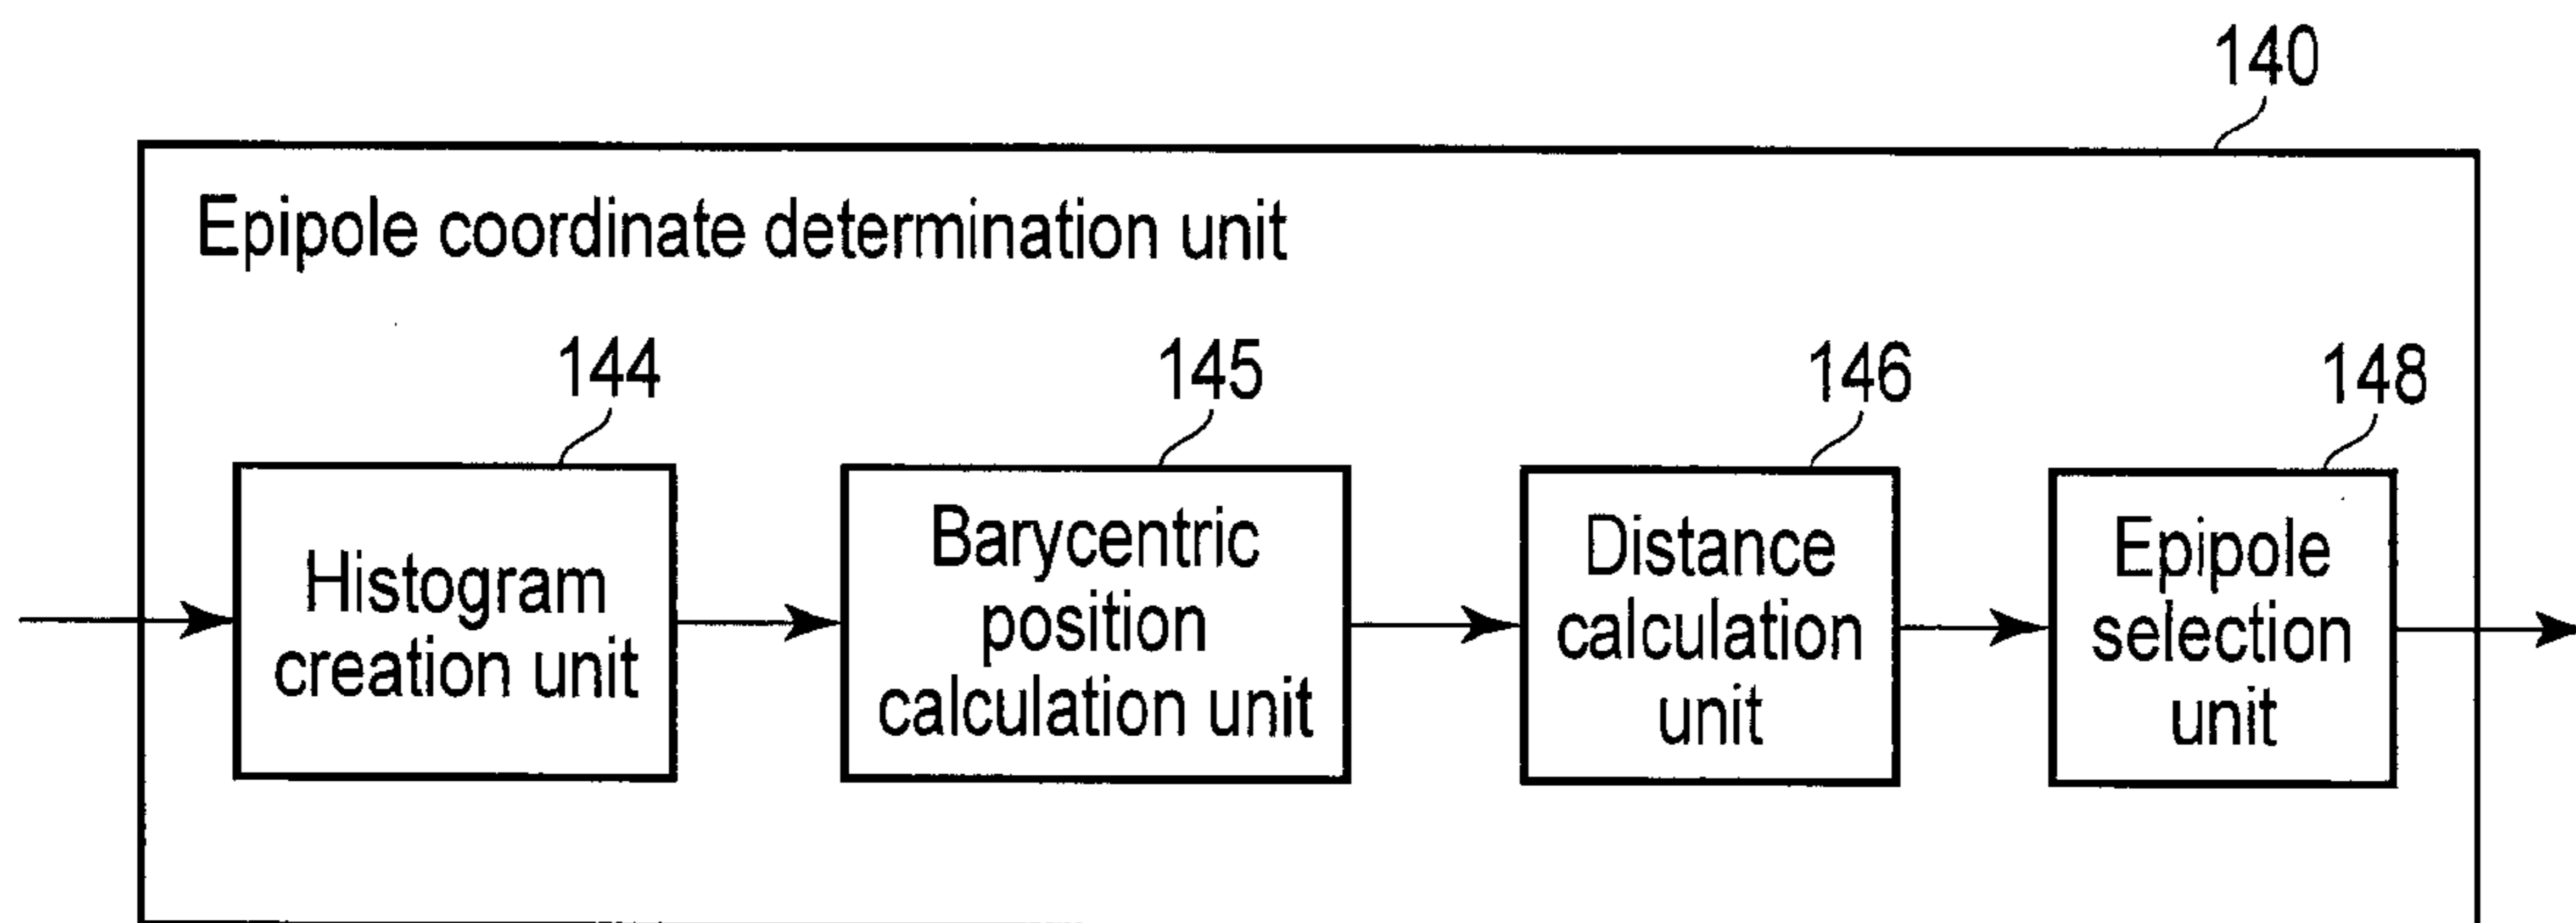 140
Epipole coordinate determination unit
144
145
146
148
Histogram
creation unit
Barycentric
position
calculation unit
Distance
calculation
unit
Epipole
selection
unit